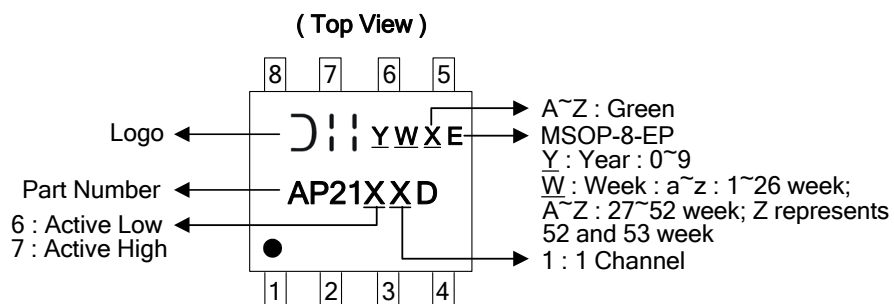 ( Top View )
8 7 6 5
Logo
Y W X E
A~Z : Green
MSOP-8-EP
Y : Year : 0~9
W : Week : a~z : 1~26 week;
A~Z : 27~52 week; Z represents
52 and 53 week
Part Number
AP21XXD
6 : Active Low
7 : Active High
1 : 1 Channel
1 2 3 4